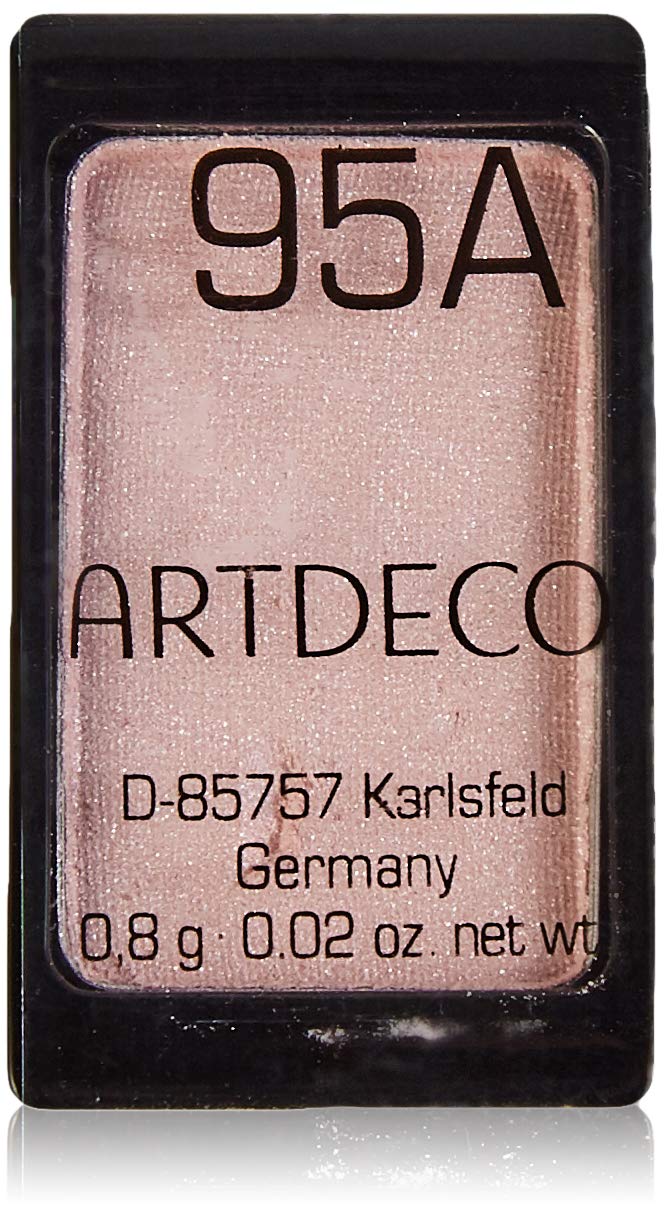 95A
ARTDECO
D-85757 Karlsfeld
Germany
0,8 g · 0.02 oz. net wt